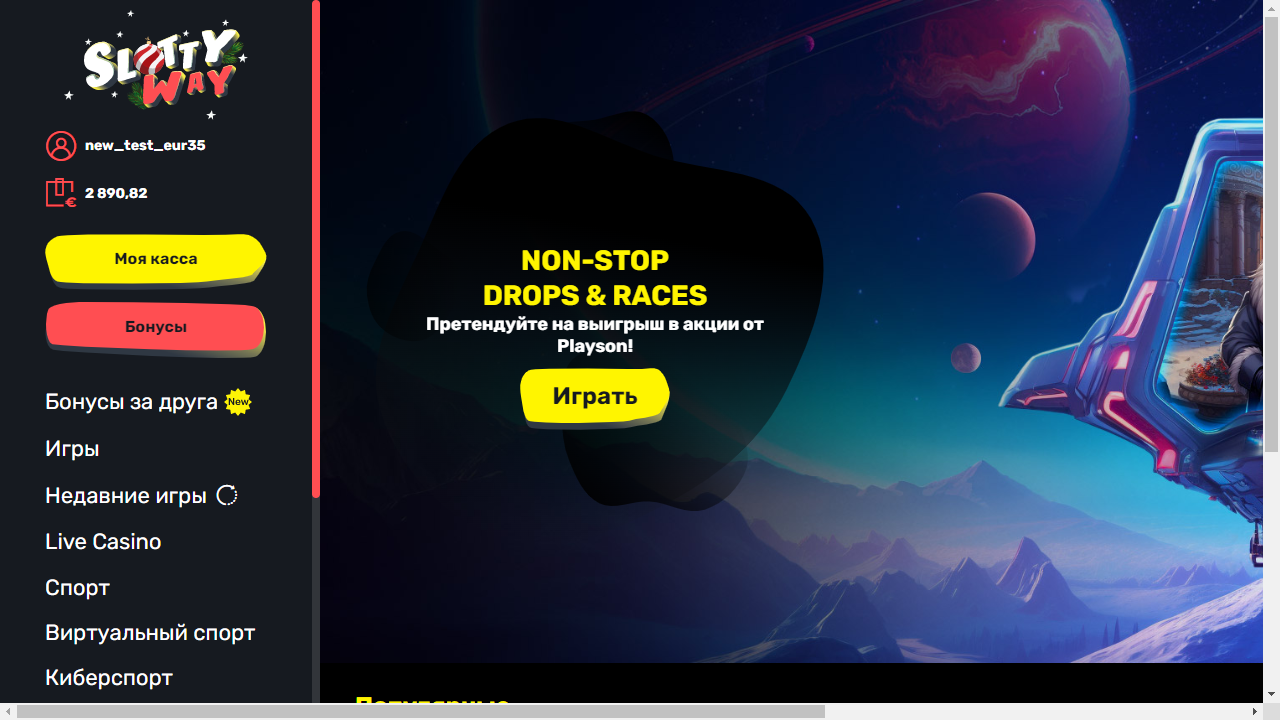 SLOTTY
WAY
new_test_eur35
€
2 890,82
Моя касса
Бонусы
Бонусы за друга New
Игры
Недавние игры
Live Casino
Спорт
Виртуальный спорт
Киберспорт
NON-STOP
DROPS & RACES
Претендуйте на выигрыш в акции от
Playson!
Играть